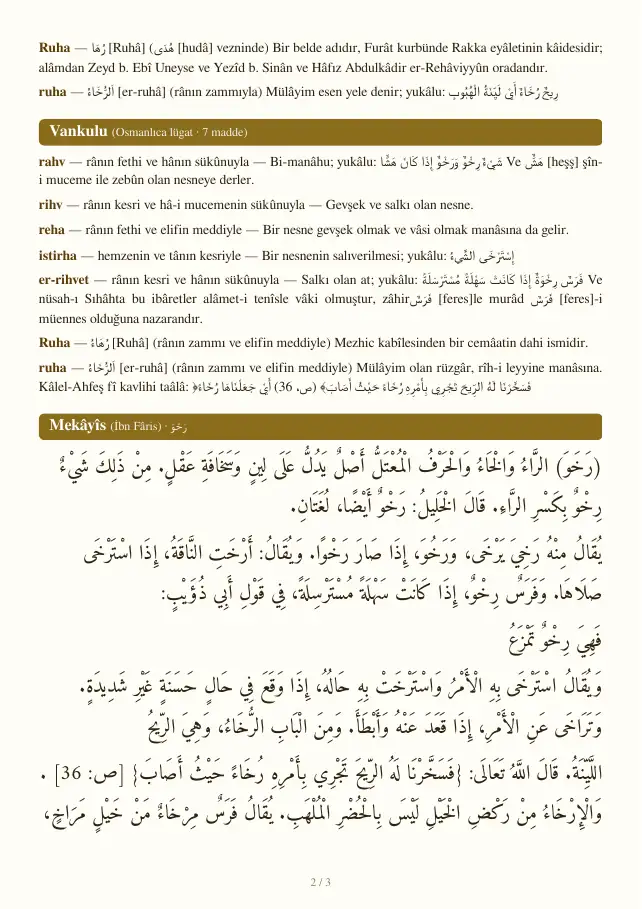 Ruha — رُهَا [Ruhâ] (هُدَى [hudâ] vezninde) Bir belde adıdır, Furât kurbünde Rakka eyâletinin kâidesidir;
alâmdan Zeyd b. Ebî Uneyse ve Yezîd b. Sinân ve Hâfız Abdulkâdir er-Rehâviyyûn oradandır.
ruha — اَلرُّخَاءُ [er-ruhâ] (rânın zammıyla) Mülâyim esen yele denir; yukâlu: رِيحٌ رُخَاءٌ أَيْ لَيِّنَةُ الْهُبُوبِ
Vankulu (Osmanlıca lügat · 7 madde)
rahv — rânın fethi ve hânın sükûnuyla — Bi-manâhu; yukâlu: شَيْءٌ رِخْوٌ وَرَخْوٌ إِذَا كَانَ هَشًّا Ve هَشٌّ [heşş] şîn-
i muceme ile zebûn olan nesneye derler.
rihv — rânın kesri ve hâ-i mucemenin sükûnuyla — Gevşek ve salkı olan nesne.
reha — rânın fethi ve elifin meddiyle — Bir nesne gevşek olmak ve vâsi olmak manâsına da gelir.
istirha — hemzenin ve tânın kesriyle — Bir nesnenin salıverilmesi; yukâlu: إِسْتَرْخَى الشَّيْءُ
er-rihvet — rânın kesri ve hânın sükûnuyla — Salkı olan at; yukâlu: فَرَسٌ رِخْوَةٌ إِذَا كَانَتْ سَهْلَةً مُسْتَرْسَلَةً Ve
nüsah-ı Sıhâhta bu ibâretler alâmet-i tenîsle vâki olmuştur, zâhir فَرَسٌ [feres]le murâd فَرَسٌ [feres]-i
müennes olduğuna nazarandır.
Ruha — رُهَاءُ [Ruhâ] (rânın zammı ve elifin meddiyle) Mezhic kabîlesinden bir cemâatin dahi ismidir.
ruha — اَلرُّخَاءُ [er-ruhâ] (rânın zammı ve elifin meddiyle) Mülâyim olan rüzgâr, rîh-i leyyine manâsına.
Kâlel-Ahfeş fî kavlihi taâlâ: ﴿فَسَخَّرْنَا لَهُ الرِّيحَ تَجْرِي بِأَمْرِهِ رُخَاءً حَيْثُ أَصَابَ﴾ (ص، 36) أَيْ جَعَلْنَاهَا رُخَاءً
Mekâyîs (İbn Fâris) · رَخَوَ
(رَخَوَ) الرَّاءُ وَالْخَاءُ وَالْحَرْفُ الْمُعْتَلُّ أَصْلٌ يَدُلُّ عَلَى لِينٍ وَسَخَافَةِ عَقْلٍ. مِنْ ذَلِكَ شَيْءٌ
رِخْوٌ بِكَسْرِ الرَّاءِ. قَالَ الْخَلِيلُ: رَخْوٌ أَيْضًا، لُغَتَانِ.
يُقَالُ مِنْهُ رَخِيَ يَرْخَى، وَرَخُوَ، إِذَا صَارَ رَخْوًا. وَيُقَالُ: أَرْخَتِ النَّاقَةُ، إِذَا اسْتَرْخَى
صَلَاهَا. وَفَرَسٌ رِخْوٌ، إِذَا كَانَتْ سَهْلَةً مُسْتَرْسِلَةً، فِي قَوْلِ أَبِي ذُؤَيْبٍ:
فَهِيَ رِخْوٌ تَمْزَعُ
وَيُقَالُ اسْتَرْخَى بِهِ الْأَمْرُ وَاسْتَرْخَتْ بِهِ حَالُهُ، إِذَا وَقَعَ فِي حَالٍ حَسَنَةٍ غَيْرِ شَدِيدَةٍ.
وَتَرَاخَى عَنِ الْأَمْرِ، إِذَا قَعَدَ عَنْهُ وَأَبْطَأَ. وَمِنَ الْبَابِ الرُّخَاءُ، وَهِيَ الرِّيحُ
اللَّيِّنَةُ. قَالَ اللَّهُ تَعَالَى: {فَسَخَّرْنَا لَهُ الرِّيحَ تَجْرِي بِأَمْرِهِ رُخَاءً حَيْثُ أَصَابَ} [ص: 36] .
وَالْإِرْخَاءُ مِنْ رَكْضِ الْخَيْلِ لَيْسَ بِالْحُضْرِ الْمُلْهَبِ. يُقَالُ فَرَسٌ مِرْخَاءٌ مَنْ خَيْلٍ مَرَاخٍ،
2 / 3